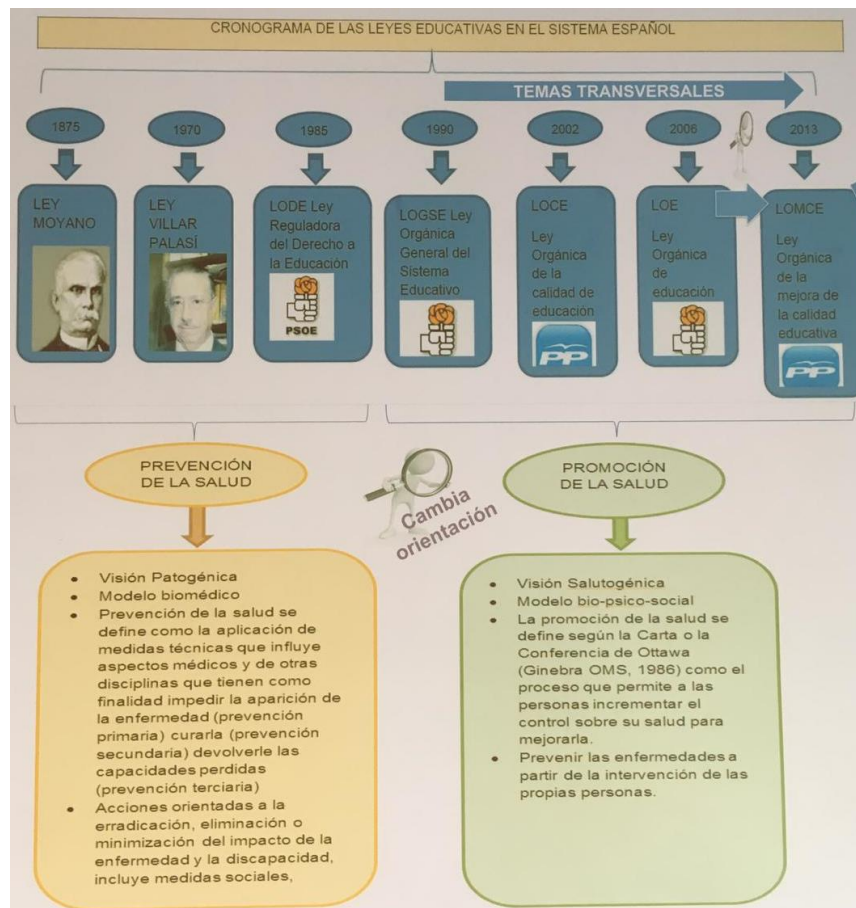 CRONOGRAMA DE LAS LEYES EDUCATIVAS EN EL SISTEMA ESPAÑOL
TEMAS TRANSVERSALES
1875
1970
1985
1990
2002
2006
2013
LEY
MOYANO
LEY
VILLAR
PALASÍ
LODE Ley
Reguladora
del Derecho a
la Educación
PSOE
LOGSE Ley
Orgánica
General del
Sistema
Educativo
LOCE
Ley
Orgánica
de la
calidad de
educación
PP
LOE
Ley
Orgánica
de
educación
LOMCE
Ley
Orgánica
de la
mejora de
la calidad
educativa
PP
PREVENCIÓN
DE LA SALUD
Cambia
orientación
PROMOCIÓN
DE LA SALUD
• Visión Patogénica
• Modelo biomédico
• Prevención de la salud se
define como la aplicación de
medidas técnicas que influye
aspectos médicos y de otras
disciplinas que tienen como
finalidad impedir la aparición de
la enfermedad (prevención
primaria) curarla (prevención
secundaria) devolverle las
capacidades perdidas
(prevención terciaria)
• Acciones orientadas a la
erradicación, eliminación o
minimización del impacto de la
enfermedad y la discapacidad,
incluye medidas sociales,
• Visión Salutogénica
• Modelo bio-psico-social
• La promoción de la salud se
define según la Carta o la
Conferencia de Ottawa
(Ginebra OMS, 1986) como el
proceso que permite a las
personas incrementar el
control sobre su salud para
mejorarla.
• Prevenir las enfermedades a
partir de la intervención de las
propias personas.